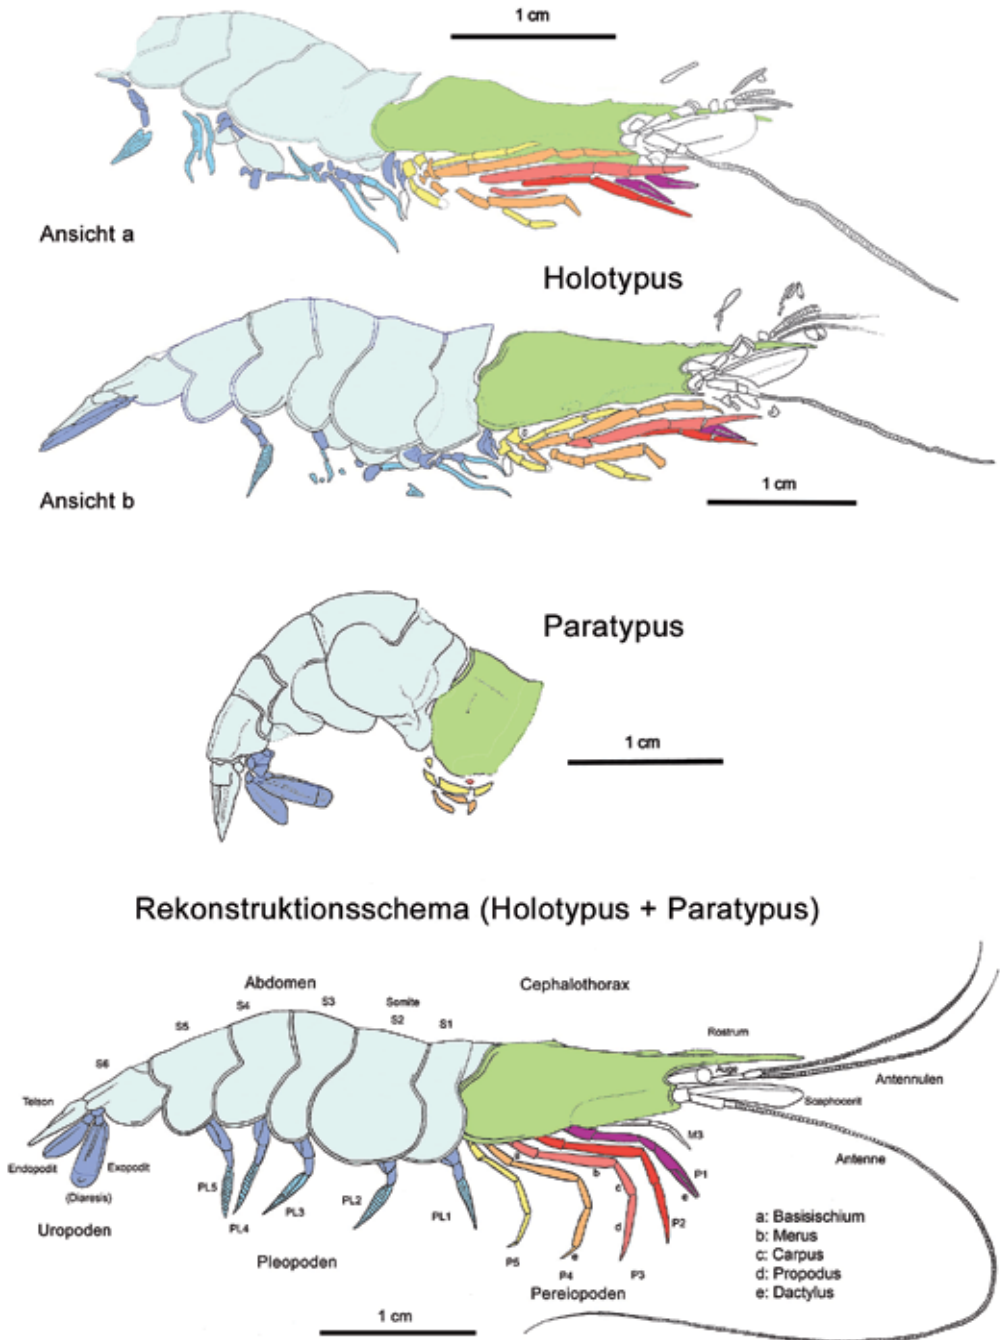 1 cm
Ansicht a
Holotypus
Ansicht b
1 cm
Paratypus
1 cm
Rekonstruktionsschema (Holotypus + Paratypus)
Abdomen
Cephalothorax
S4
S3
Somite
S2
S1
S5
S6
Rostrum
Auge
Antennulen
Telson
Scaphocerit
M3
Antenne
Endopodit
Exopodit
(Diaresis)
Uropoden
PL5
PL4
PL3
PL2
PL1
Pleopoden
a
b
c
d
e
e
P1
P2
P3
P4
P5
Pereiopoden
a: Basisischium
b: Merus
c: Carpus
d: Propodus
e: Dactylus
1 cm